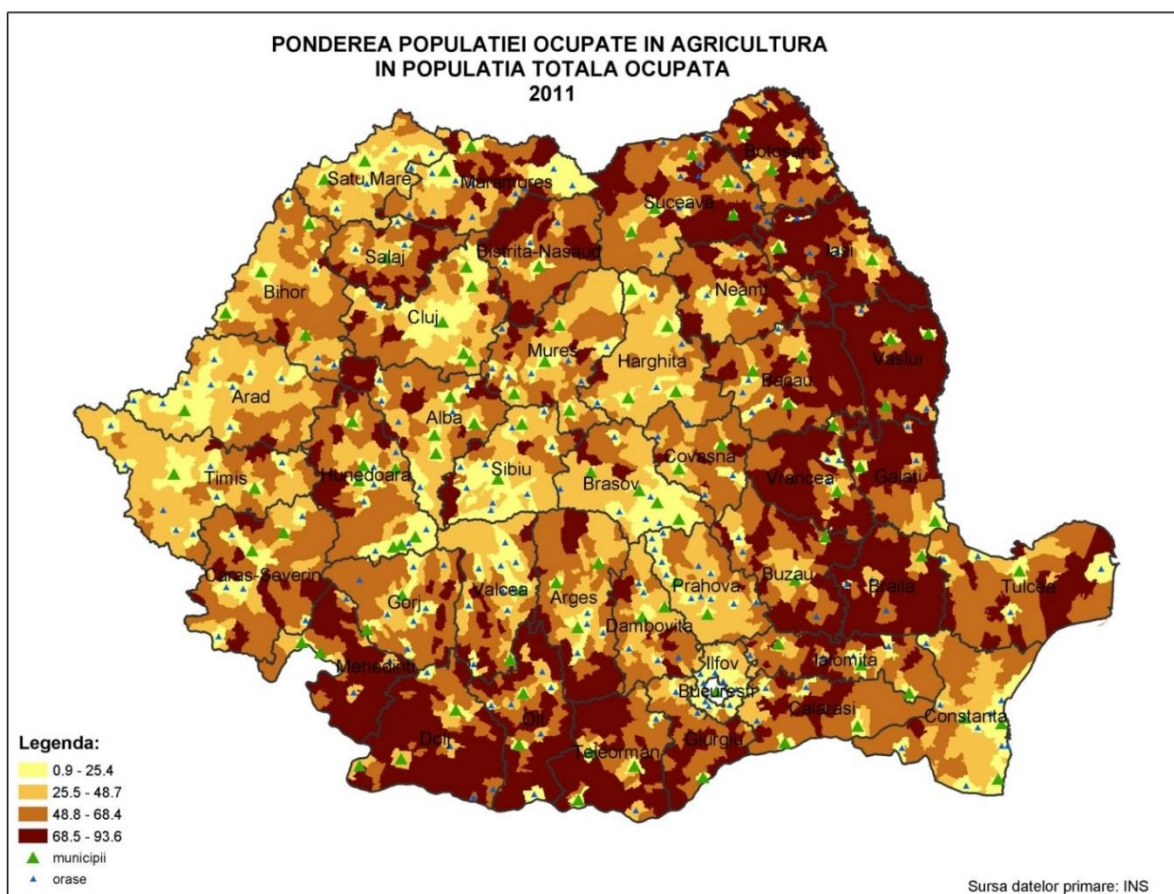 PONDEREA POPULATIEI OCUPATE IN AGRICULTURA
IN POPULATIA TOTALA OCUPATA
2011
Botosani
Satu Mare
Maramures
Suceava
Iasi
Salaj
Bistrita-Nasaud
Bihor
Neamt
Cluj
Mures
Harghita
Vaslui
Bacau
Arad
Alba
Covasna
Timis
Hunedoara
Sibiu
Brasov
Vrancea
Galati
Caras-Severin
Gorj
Valcea
Arges
Prahova
Buzau
Braila
Tulcea
Dambovita
Mehedinti
Ilfov
Ialomita
Bucuresti
Calarasi
Constanta
Dolj
Olt
Teleorman
Giurgiu
Legenda:
0.9 - 25.4
25.5 - 48.7
48.8 - 68.4
68.5 - 93.6
municipii
orase
Sursa datelor primare: INS